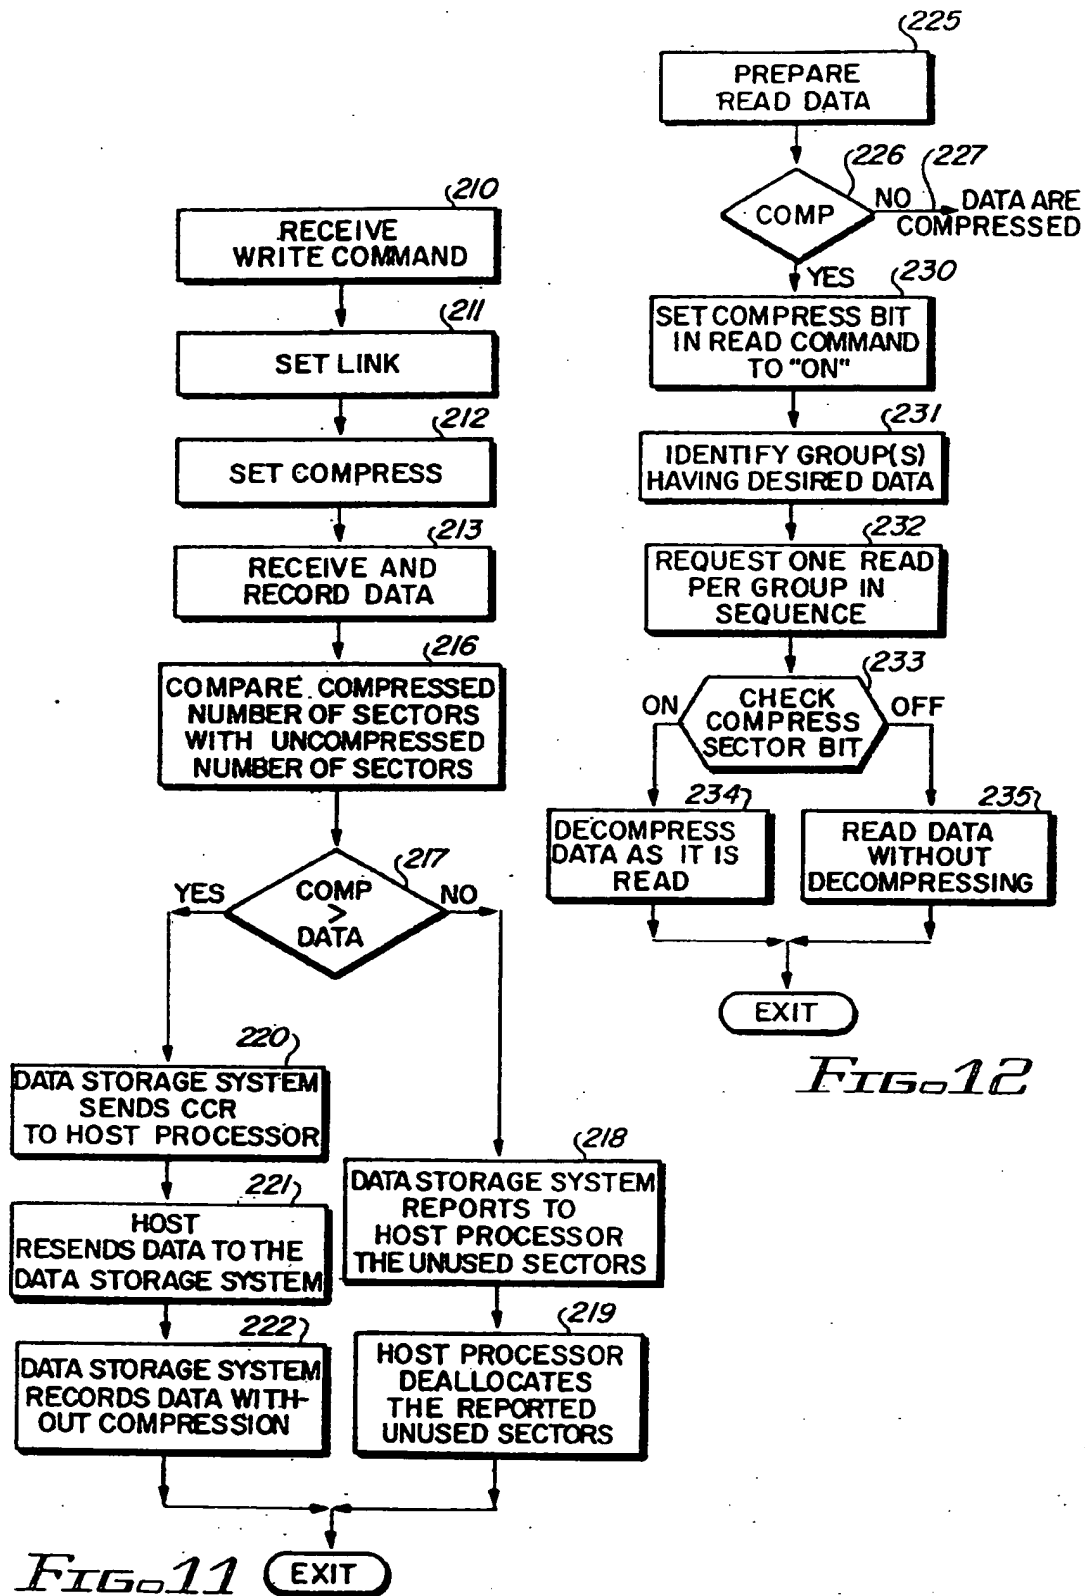 210
RECEIVE
WRITE COMMAND
211
SET LINK
212
SET COMPRESS
213
RECEIVE AND
RECORD DATA
216
COMPARE COMPRESSED
NUMBER OF SECTORS
WITH UNCOMPRESSED
NUMBER OF SECTORS
217
YES
COMP
>
DATA
NO
220
DATA STORAGE SYSTEM
SENDS CCR
TO HOST PROCESSOR
221
HOST
RESENDS DATA TO THE
DATA STORAGE SYSTEM
222
DATA STORAGE SYSTEM
RECORDS DATA WITH-
OUT COMPRESSION
218
DATA STORAGE SYSTEM
REPORTS TO
HOST PROCESSOR
THE UNUSED SECTORS
219
HOST PROCESSOR
DEALLOCATES
THE REPORTED
UNUSED SECTORS
EXIT
FIG. 11
225
PREPARE
READ DATA
226
COMP
NO
227
DATA ARE
COMPRESSED
YES
230
SET COMPRESS BIT
IN READ COMMAND
TO "ON"
231
IDENTIFY GROUP(S)
HAVING DESIRED DATA
232
REQUEST ONE READ
PER GROUP IN
SEQUENCE
233
ON
CHECK
COMPRESS
SECTOR BIT
OFF
234
DECOMPRESS
DATA AS IT IS
READ
235
READ DATA
WITHOUT
DECOMPRESSING
EXIT
FIG. 12